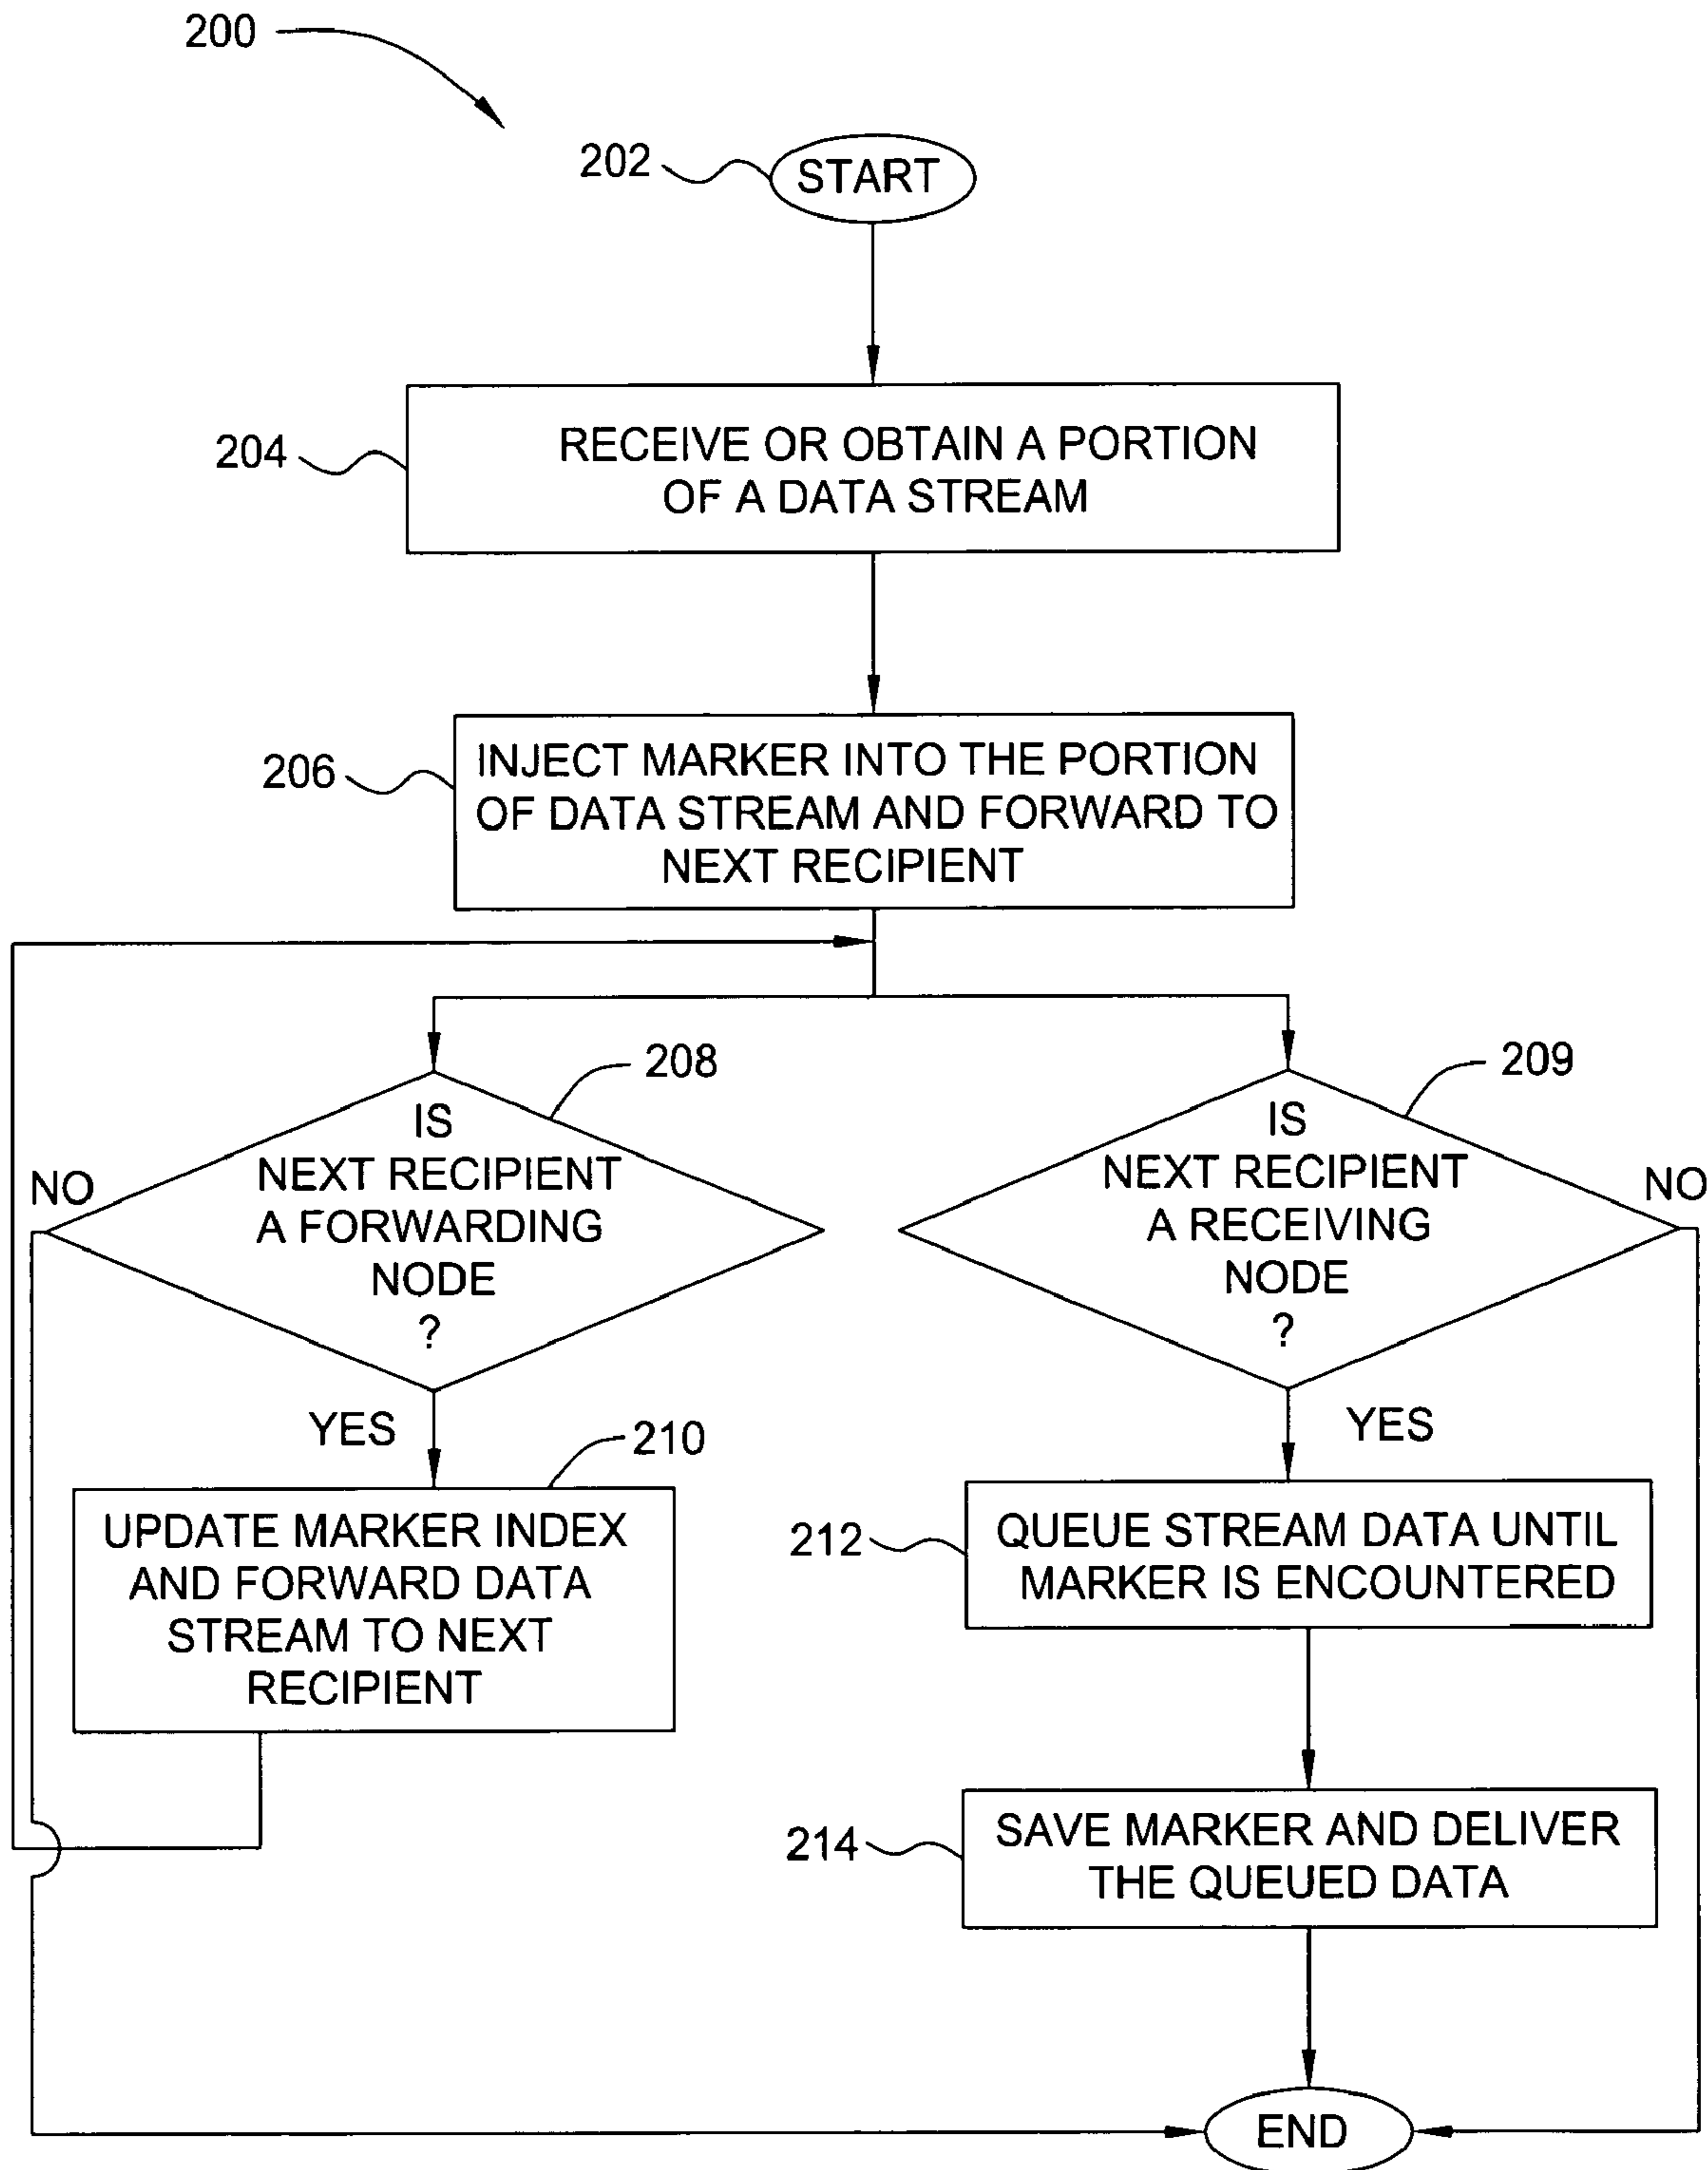 200
202
START
204
RECEIVE OR OBTAIN A PORTION
OF A DATA STREAM
206
INJECT MARKER INTO THE PORTION
OF DATA STREAM AND FORWARD TO
NEXT RECIPIENT
208
IS
NEXT RECIPIENT
A FORWARDING
NODE
?
NO
YES
209
IS
NEXT RECIPIENT
A RECEIVING
NODE
?
NO
YES
210
UPDATE MARKER INDEX
AND FORWARD DATA
STREAM TO NEXT
RECIPIENT
212
QUEUE STREAM DATA UNTIL
MARKER IS ENCOUNTERED
214
SAVE MARKER AND DELIVER
THE QUEUED DATA
END